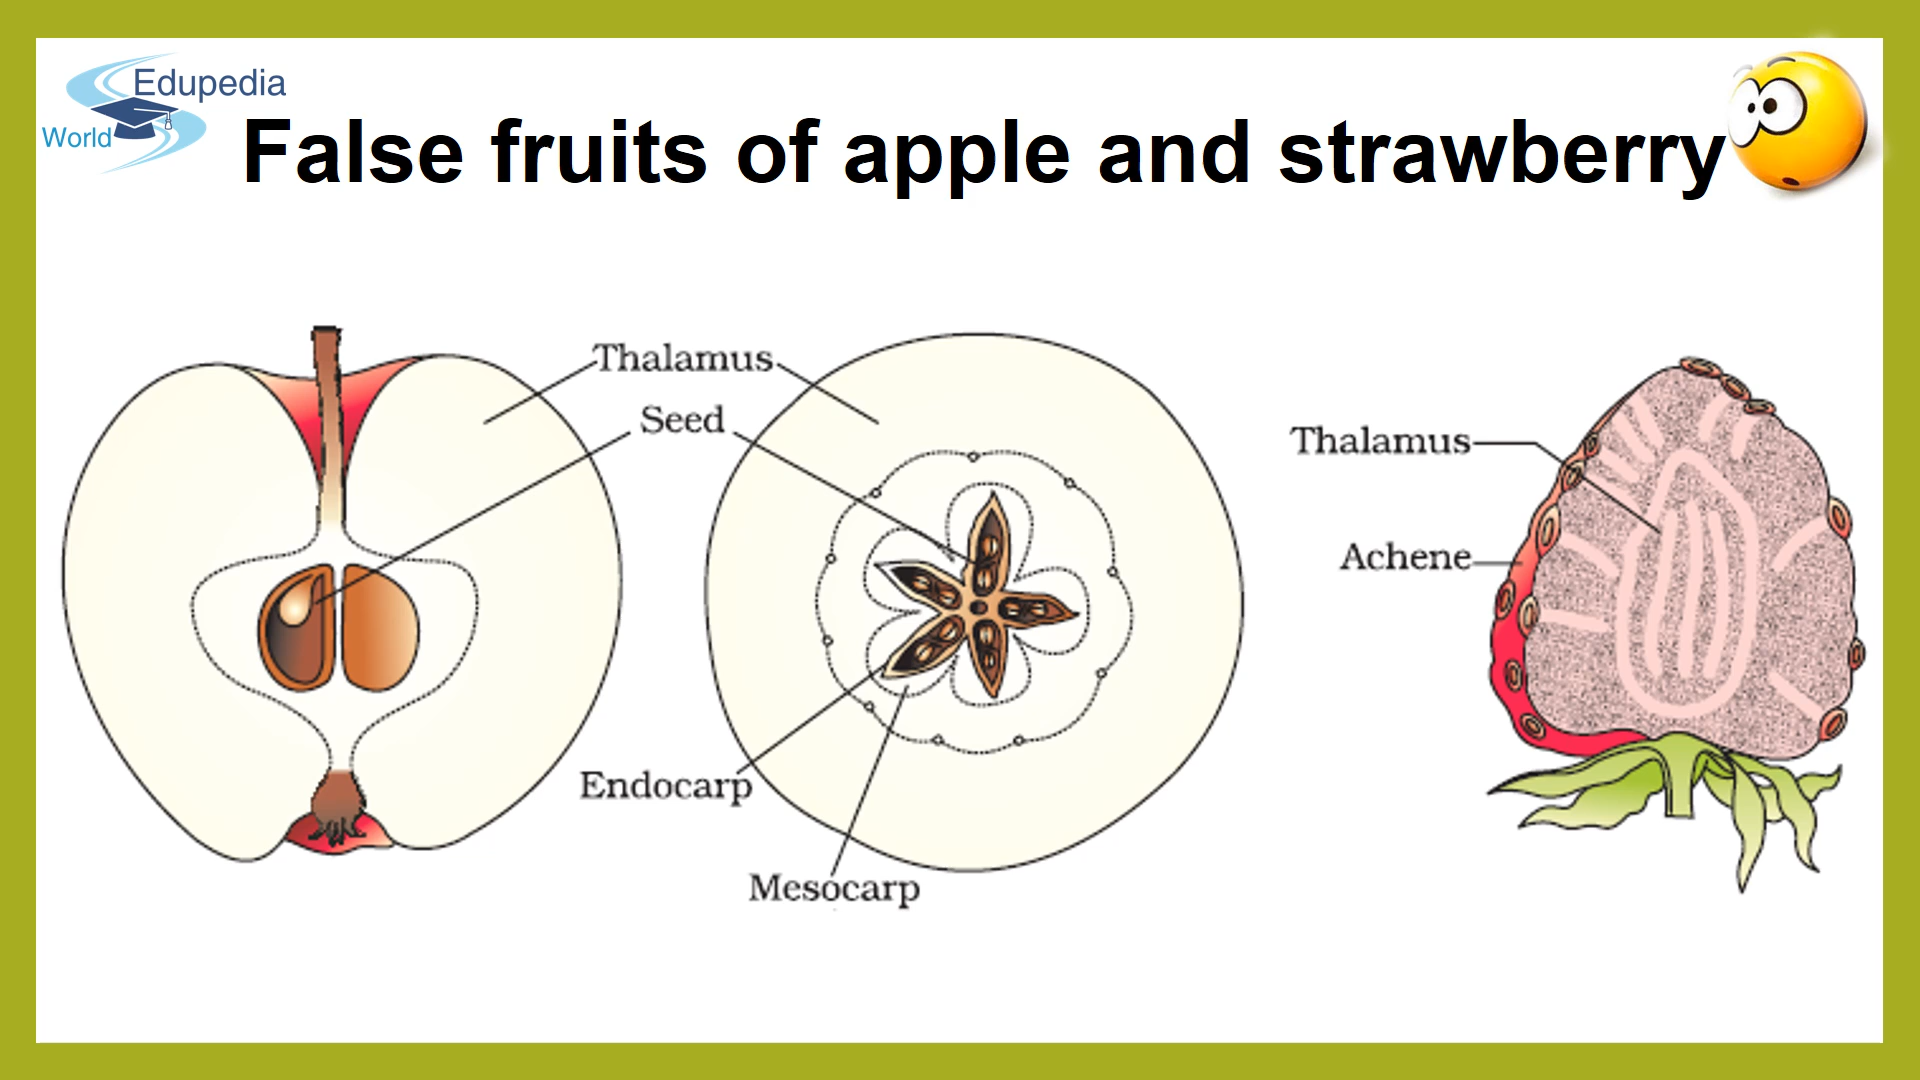 Edupedia
World
False fruits of apple and strawberry
Thalamus
Seed
Endocarp
Mesocarp
Thalamus
Achene